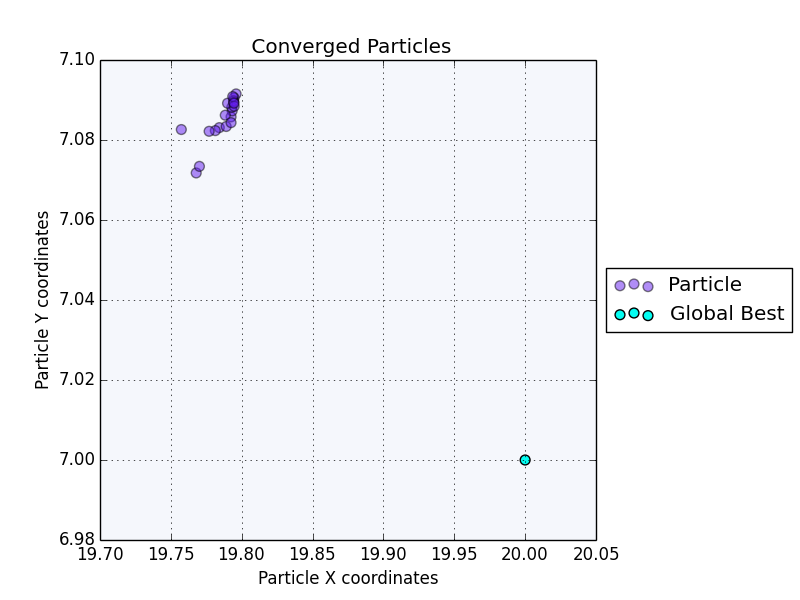 Converged Particles
7.10
7.08
7.06
7.04
7.02
7.00
6.98
Particle Y coordinates
19.70 19.75 19.80 19.85 19.90 19.95 20.00 20.05
Particle X coordinates
Particle
Global Best